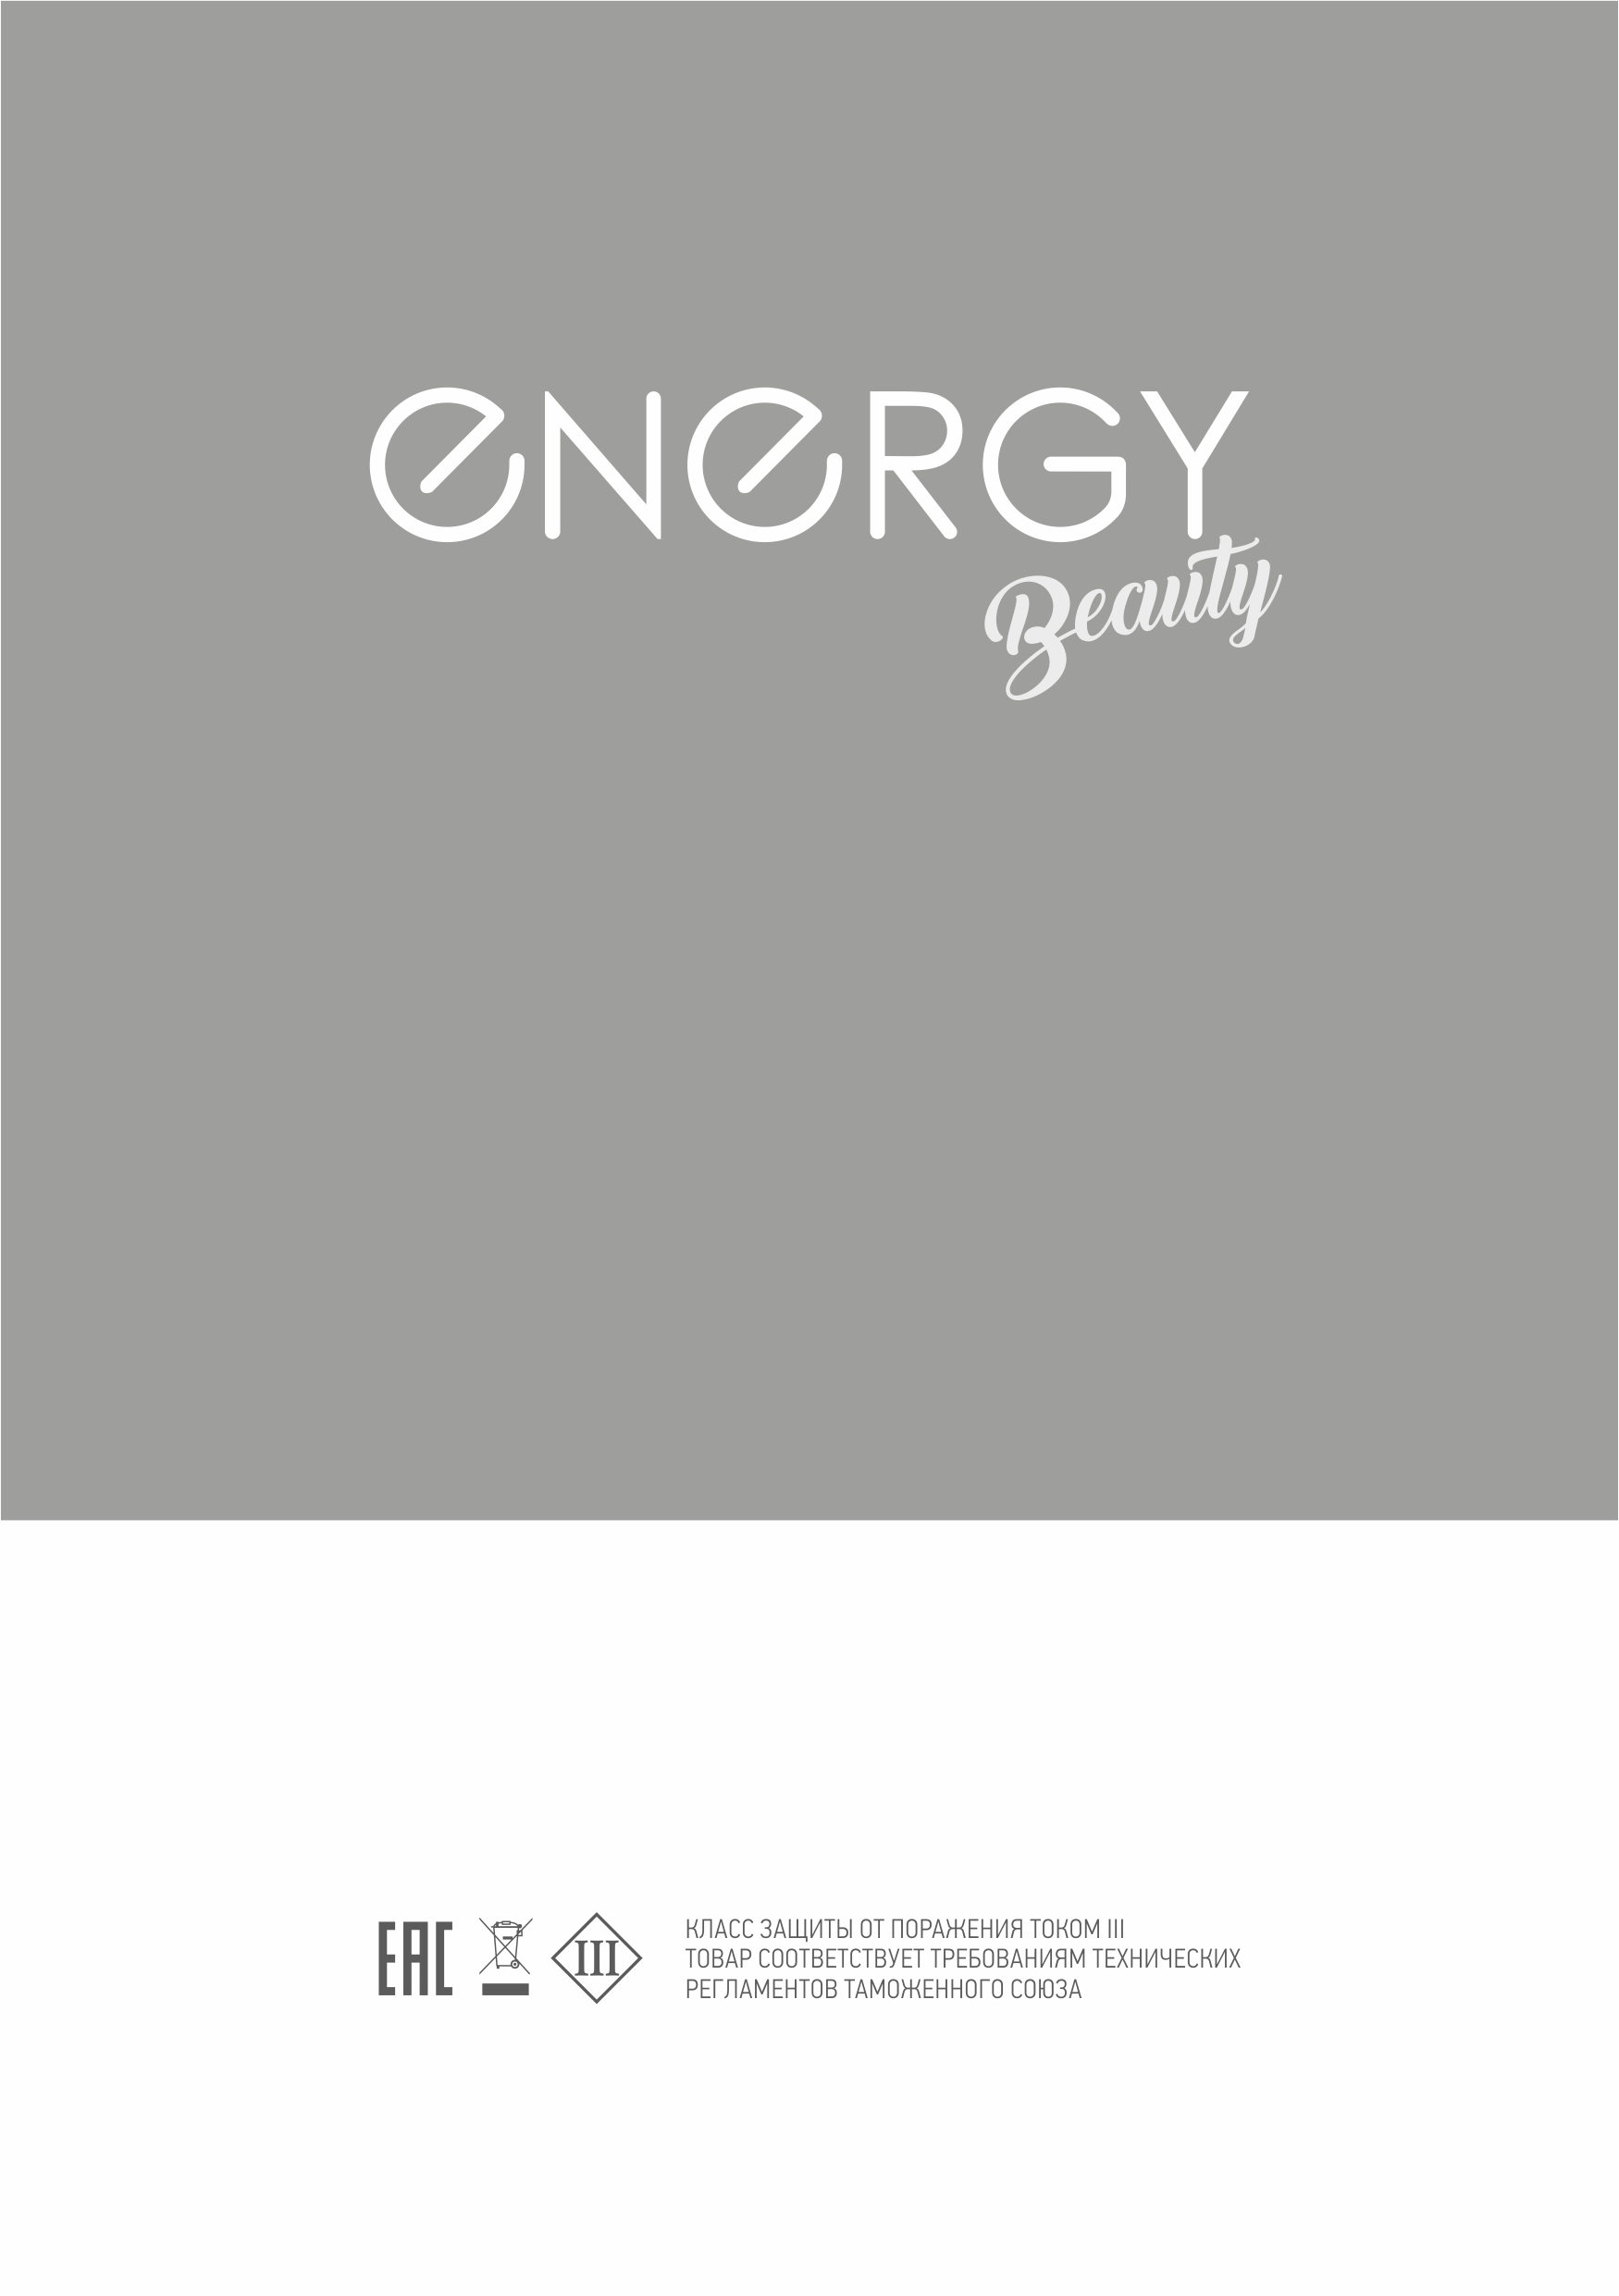 eNeRGY
Beauty
EAC
III
КЛАСС ЗАЩИТЫ ОТ ПОРАЖЕНИЯ ТОКОМ III
ТОВАР СООТВЕТСТВУЕТ ТРЕБОВАНИЯМ ТЕХНИЧЕСКИХ
РЕГЛАМЕНТОВ ТАМОЖЕННОГО СОЮЗА